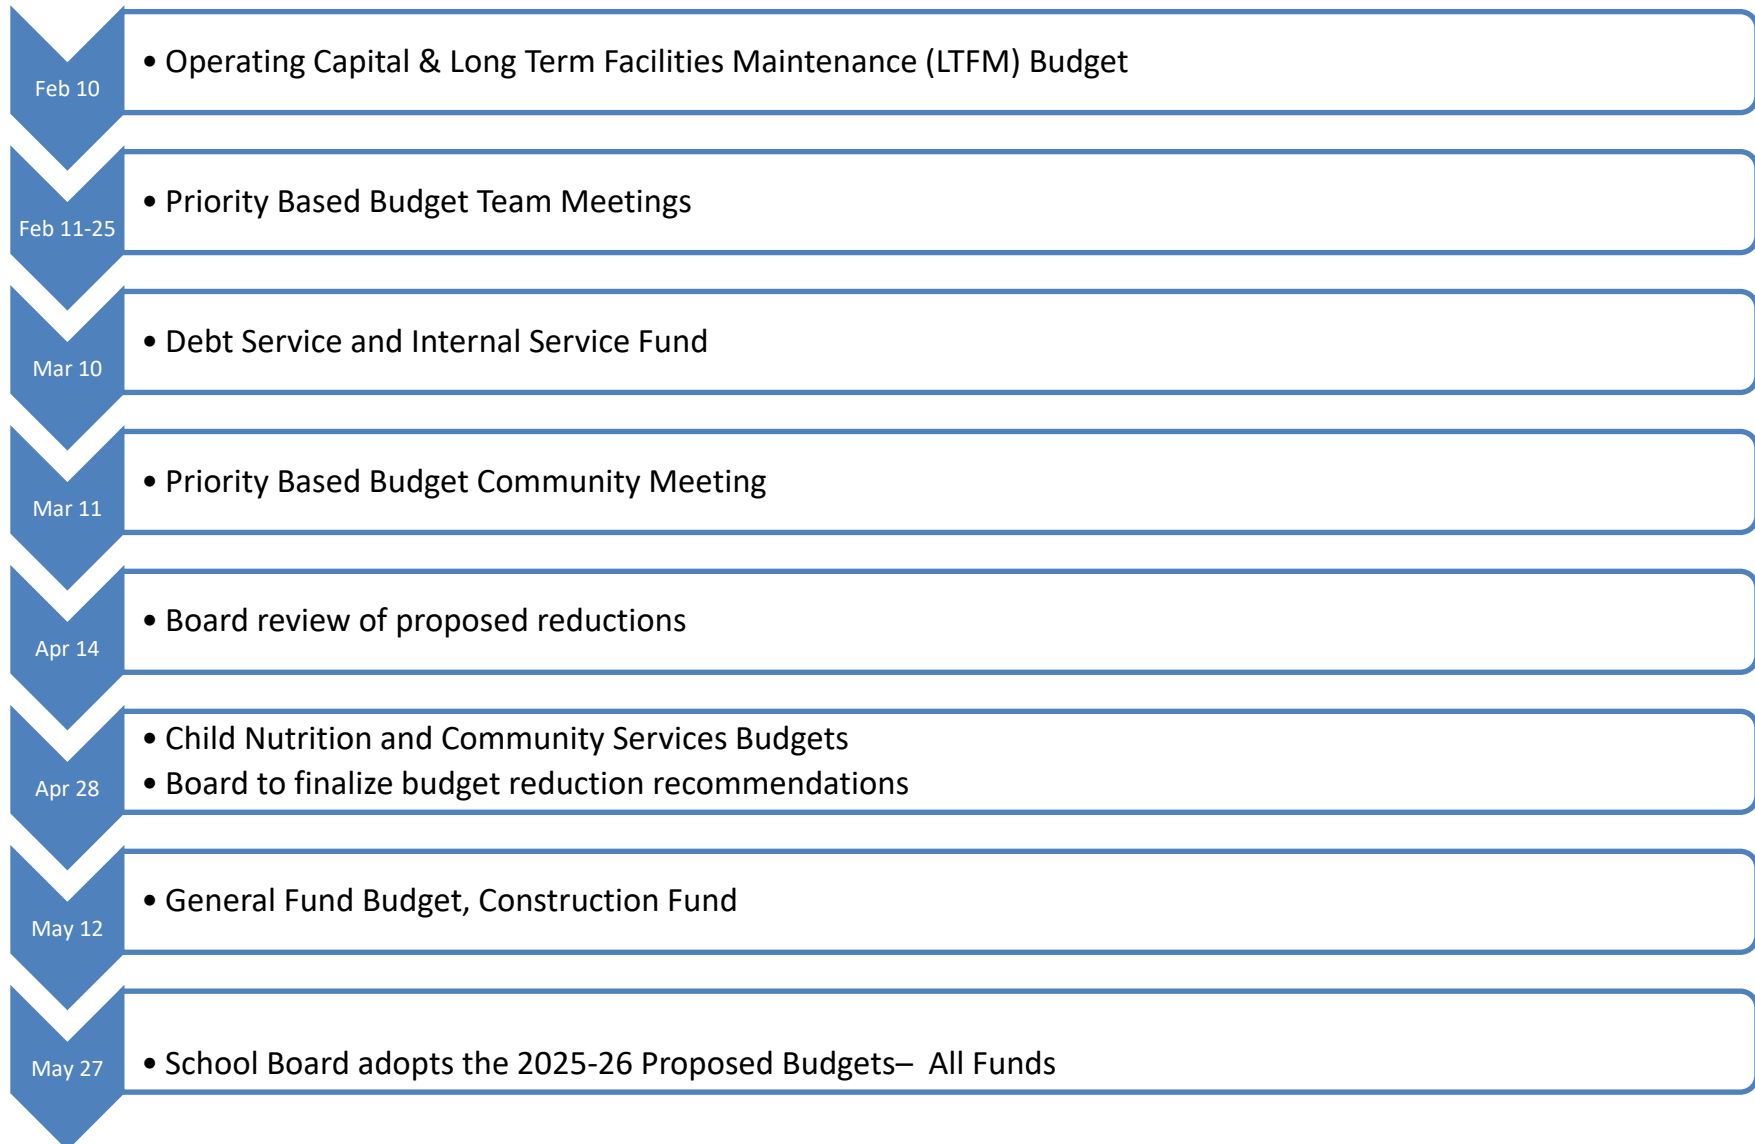 Feb 10
• Operating Capital & Long Term Facilities Maintenance (LTFM) Budget
Feb 11-25
• Priority Based Budget Team Meetings
Mar 10
• Debt Service and Internal Service Fund
Mar 11
• Priority Based Budget Community Meeting
Apr 14
• Board review of proposed reductions
Apr 28
• Child Nutrition and Community Services Budgets
• Board to finalize budget reduction recommendations
May 12
• General Fund Budget, Construction Fund
May 27
• School Board adopts the 2025-26 Proposed Budgets– All Funds